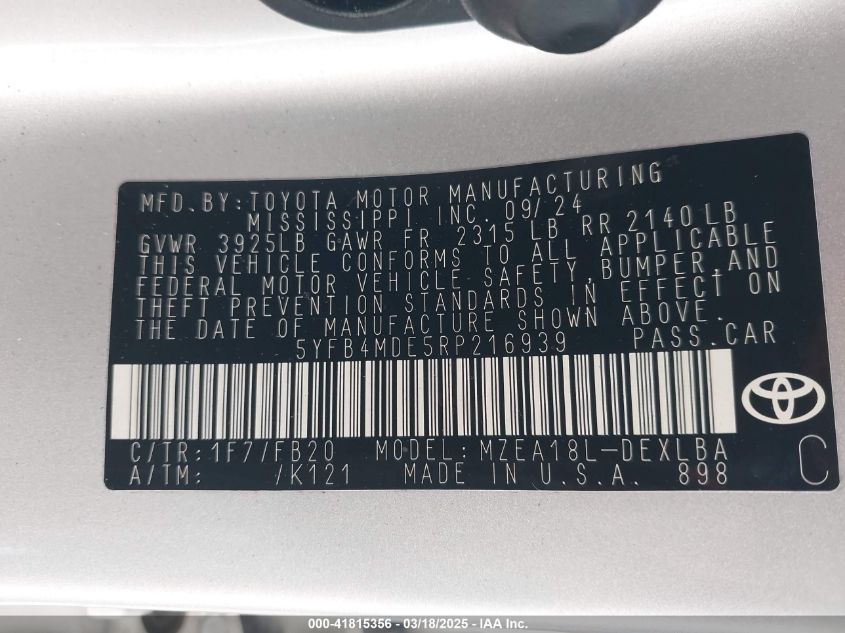 MFD.BY:TOYOTA MOTOR MANUFACTURING
MISSISSIPPI INC. 09/24
GVWR 3925LB GAWR FR 2315 LB RR 2140 LB
THIS VEHICLE CONFORMS TO ALL APPLICABLE
FEDERAL MOTOR VEHICLE SAFETY, BUMPER, AND
THEFT PREVENTION STANDARDS IN EFFECT ON
THE DATE OF MANUFACTURE SHOWN ABOVE.
5YFB4MDE5RP216939 PASS.CAR
C/TR:1F7/FB20 MODEL:MZEA18L-DEXLBA
A/TM: /K121 MADE IN U.S.A. 898
C
000-41815356 - 03/18/2025 - IAA Inc.